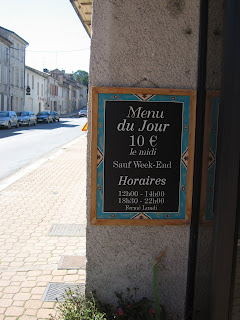 Menu
du Jour
10 €
le midi
Sauf Week-End
Horaires
12h00 - 14h00
18h30 - 22h00
Fermé Lundi